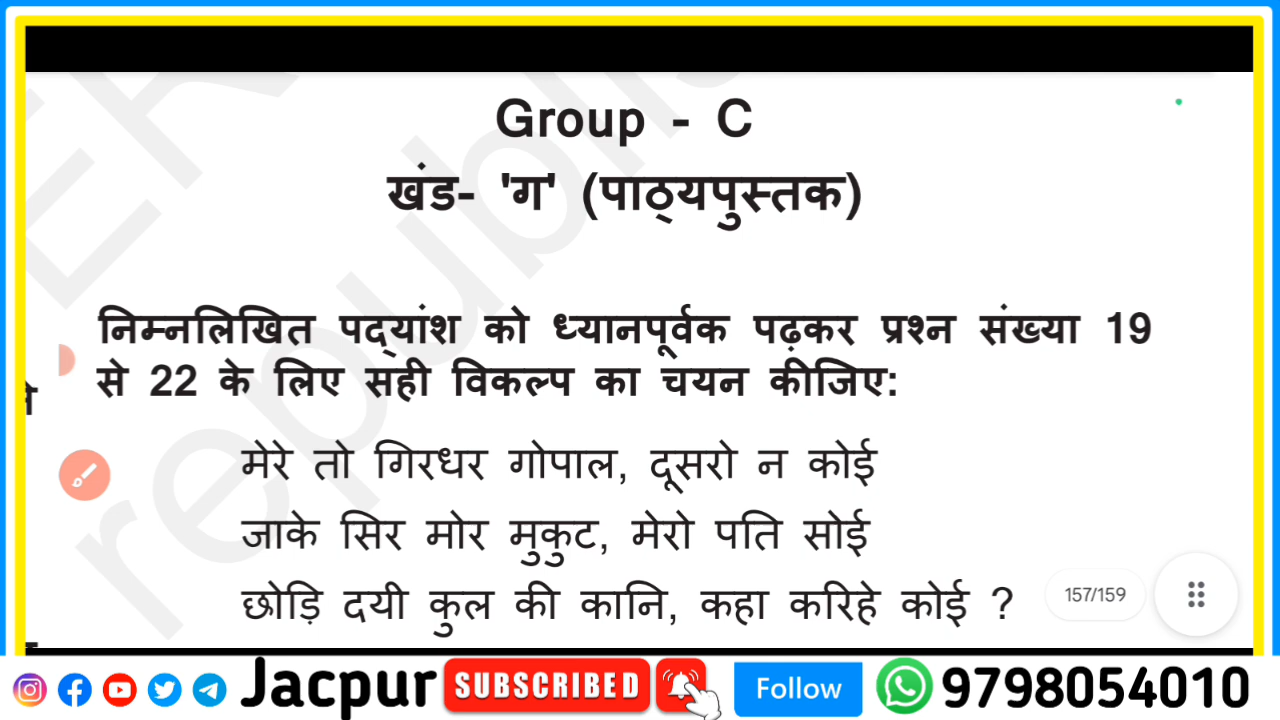 Group - C
खंड- 'ग' (पाठ्यपुस्तक)
निम्नलिखित पद्यांश को ध्यानपूर्वक पढ़कर प्रश्न संख्या 19
से 22 के लिए सही विकल्प का चयन कीजिए:
मेरे तो गिरधर गोपाल, दूसरो न कोई
जाके सिर मोर मुकुट, मेरो पति सोई
छोड़ि दयी कुल की कानि, कहा करिहे कोई ?
157/159
Jacpur SUBSCRIBED Follow 9798054010